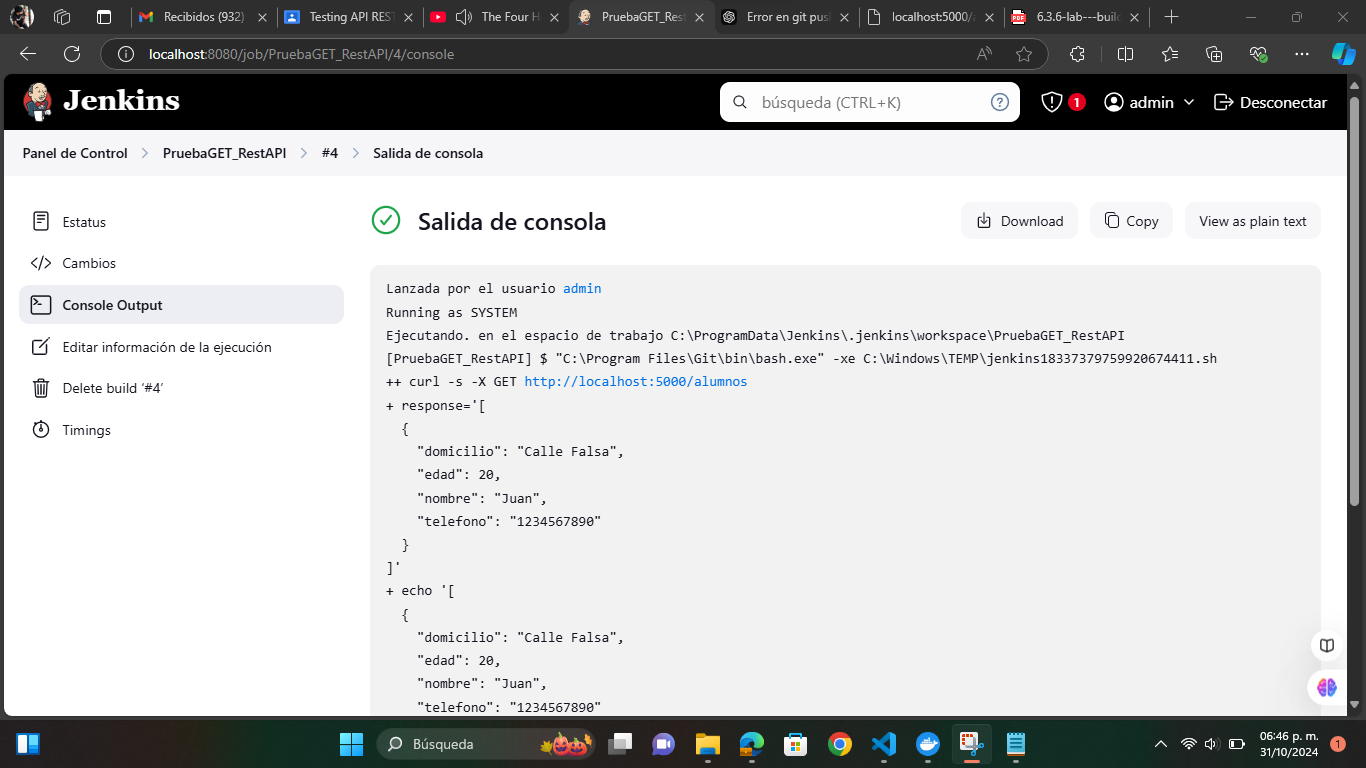 Recibidos (932)
Testing API REST
The Four H
PruebaGET_Rest
Error en git pus
localhost:5000/a
6.3.6-lab---buil
localhost:8080/job/PruebaGET_RestAPI/4/console
Jenkins
búsqueda (CTRL+K)
?
1
admin
Desconectar
Panel de Control
PruebaGET_RestAPI
#4
Salida de consola
Estatus
Cambios
Console Output
Editar información de la ejecución
Delete build ‘#4’
Timings
Salida de consola
Download
Copy
View as plain text
Lanzada por el usuario admin
Running as SYSTEM
Ejecutando. en el espacio de trabajo C:\ProgramData\Jenkins\.jenkins\workspace\PruebaGET_RestAPI
[PruebaGET_RestAPI] $ "C:\Program Files\Git\bin\bash.exe" -xe C:\Windows\TEMP\jenkins18337379759920674411.sh
++ curl -s -X GET http://localhost:5000/alumnos
+ response='[
  {
    "domicilio": "Calle Falsa",
    "edad": 20,
    "nombre": "Juan",
    "telefono": "1234567890"
  }
]'
+ echo '[
  {
    "domicilio": "Calle Falsa",
    "edad": 20,
    "nombre": "Juan",
    "telefono": "1234567890"
Búsqueda
06:46 p. m.
31/10/2024
1